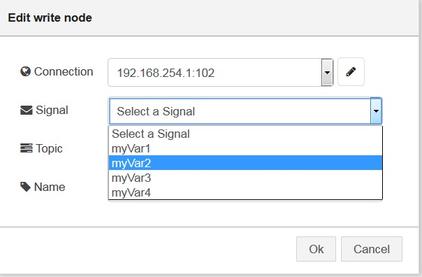 Edit write node
Connection 192.168.254.1:102
Signal Select a Signal
Select a Signal
myVar1
Topic myVar2
myVar3
Name myVar4
Ok Cancel